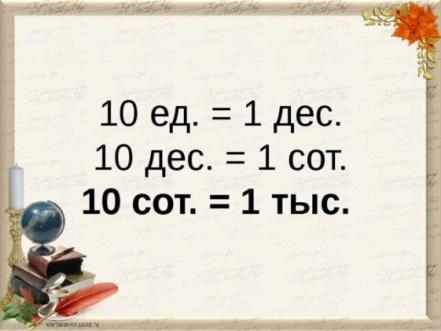 10 ед. = 1 дес.
10 дес. = 1 сот.
10 сот. = 1 тыс.